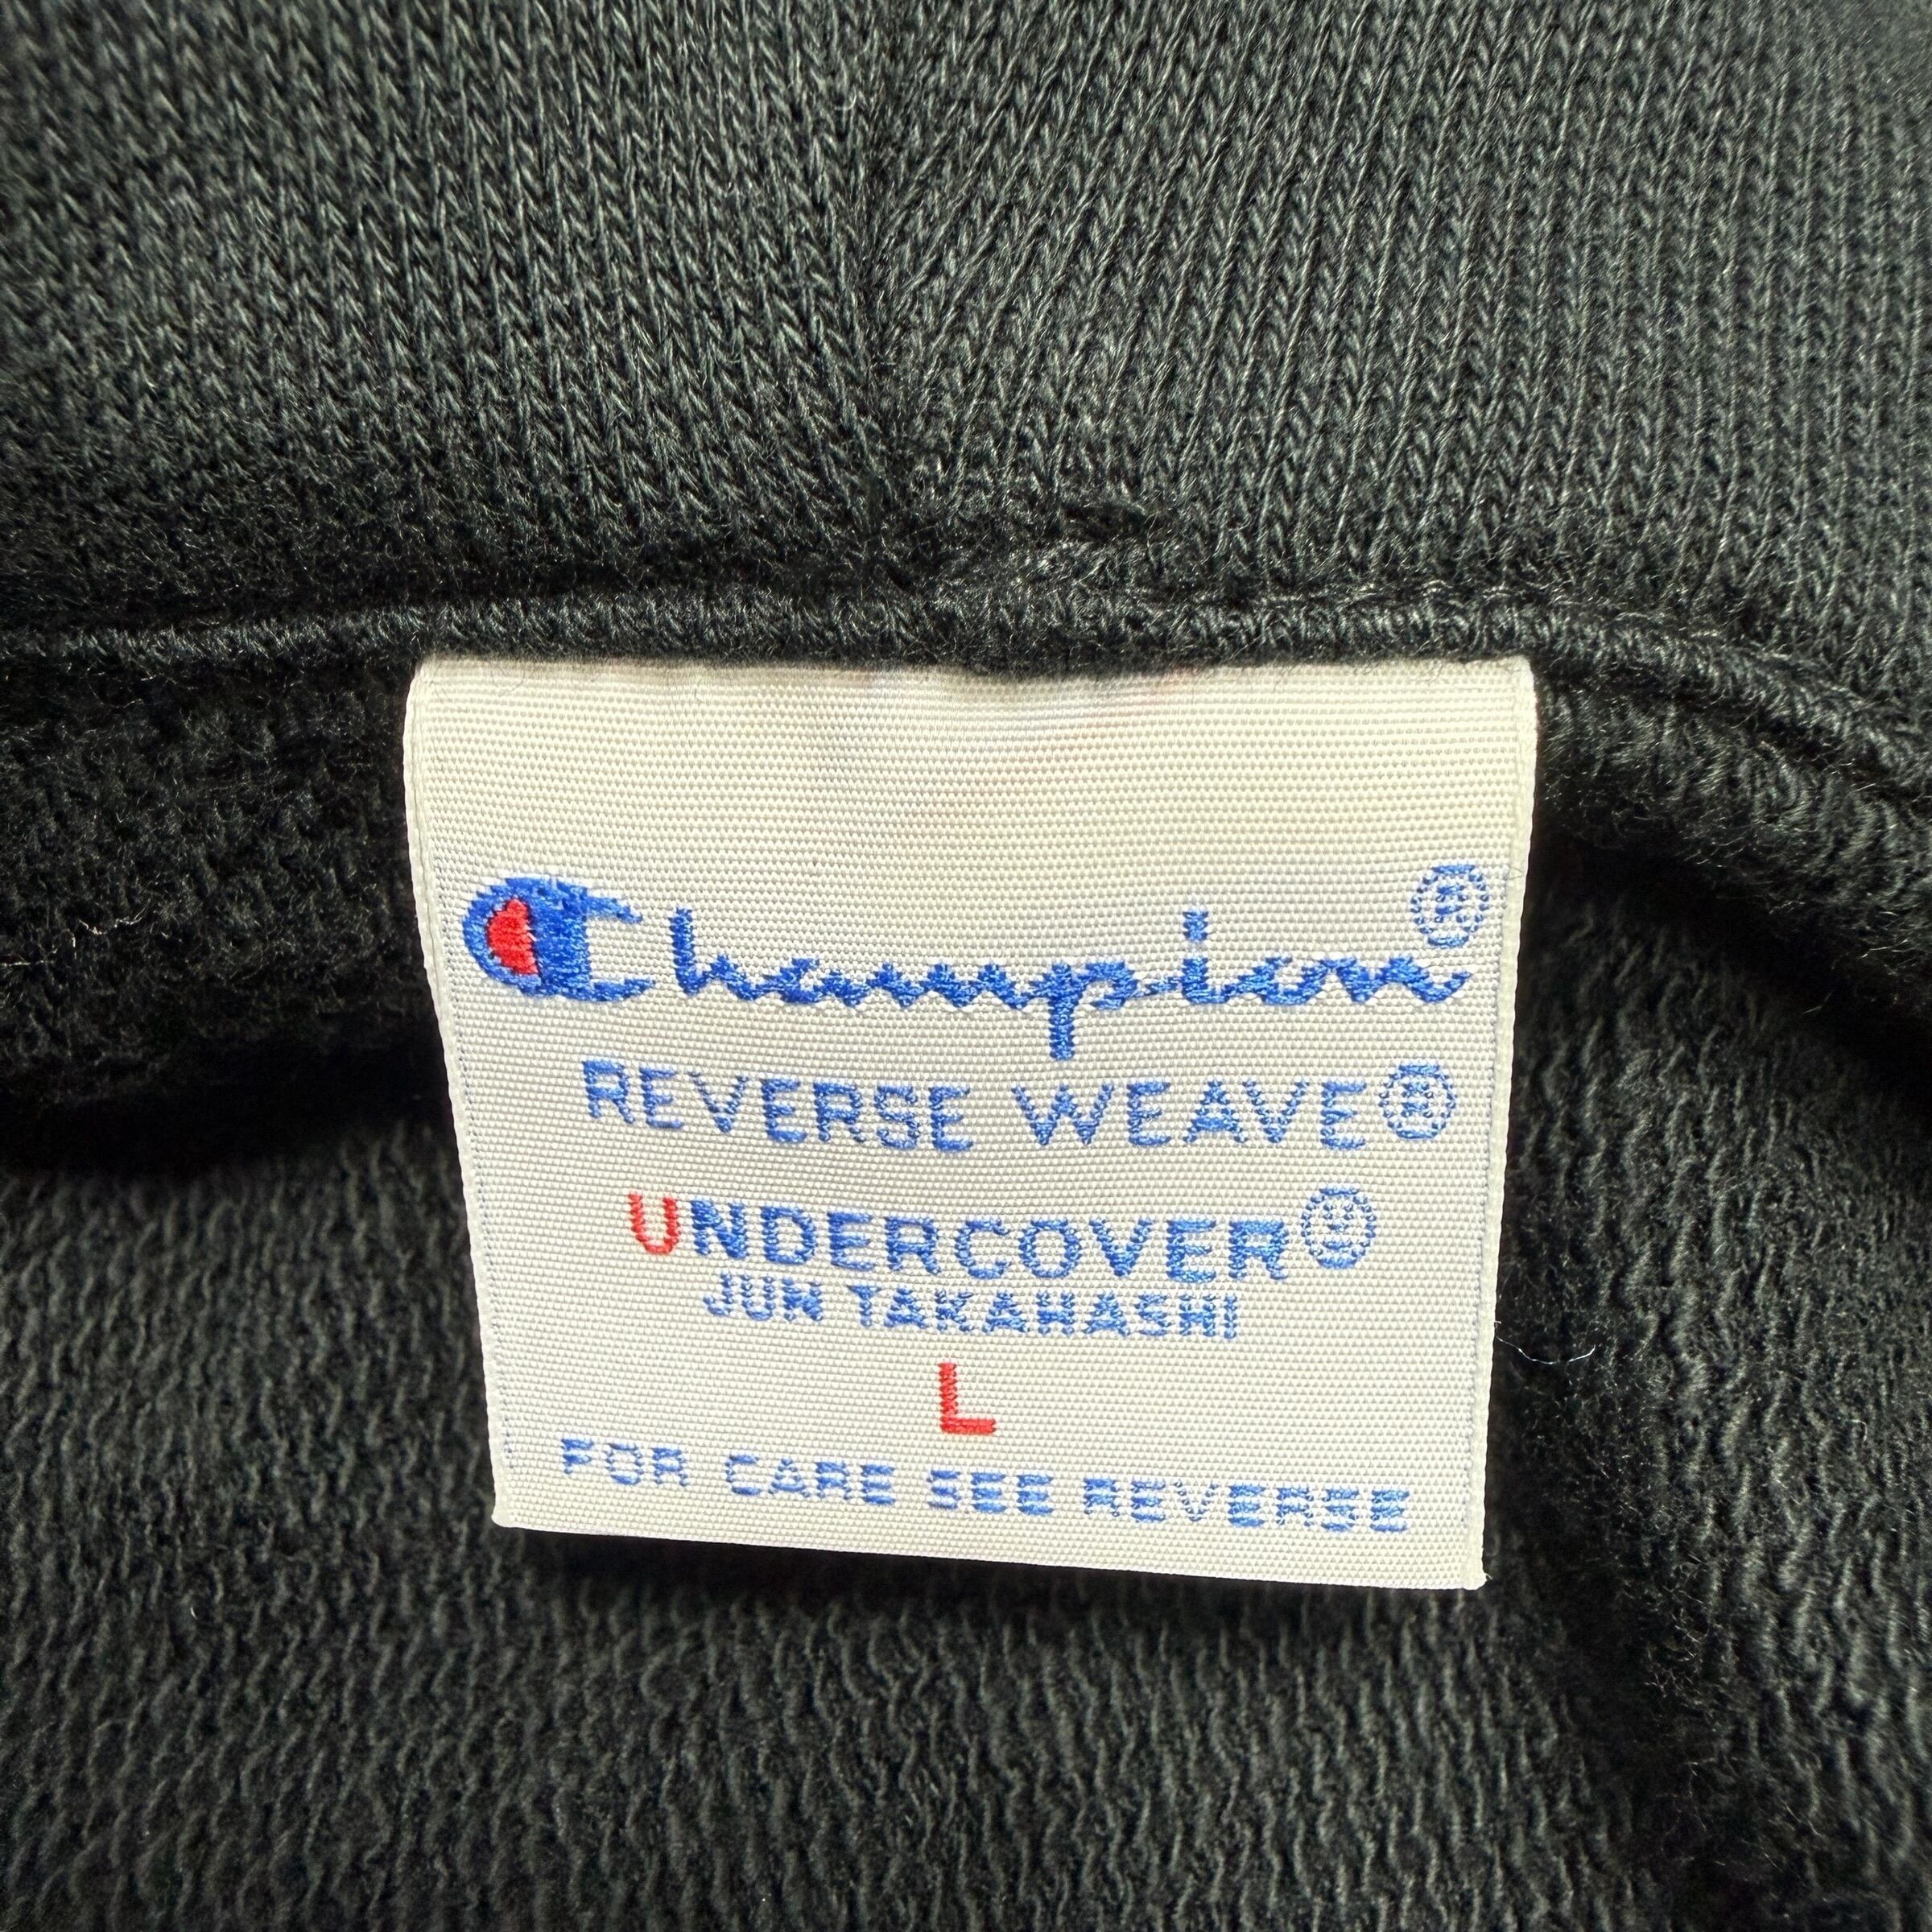 Champion®
REVERSE WEAVE®
UNDERCOVER®
JUN TAKAHASHI
L
FOR CARE SEE REVERSE